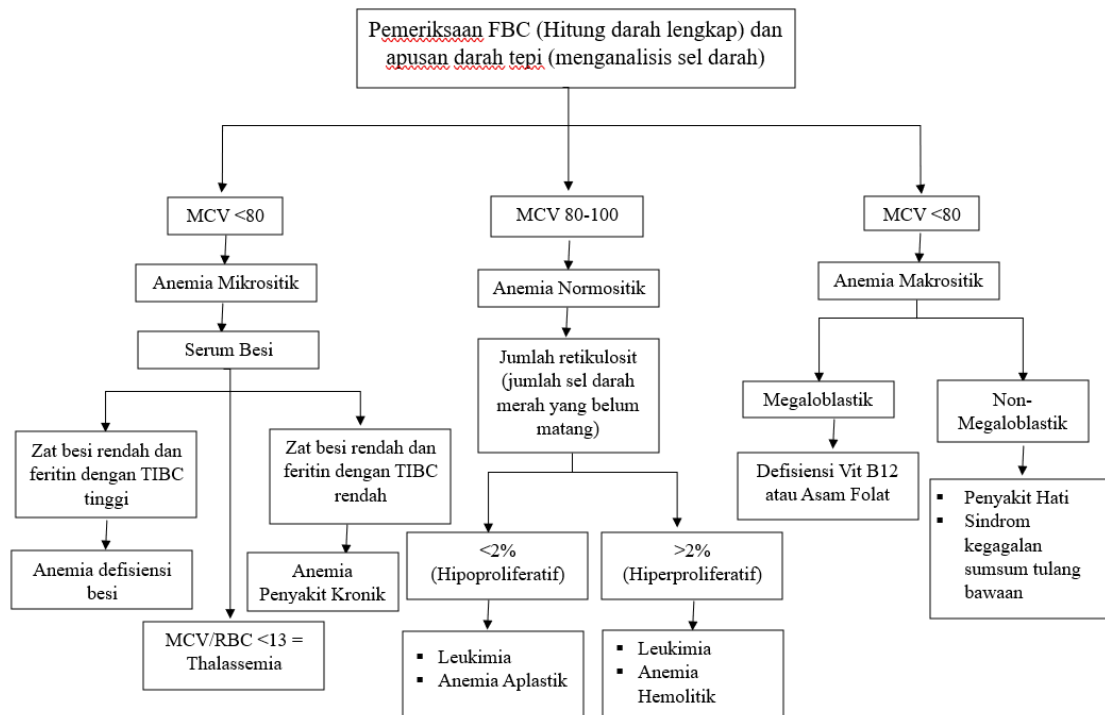 Pemeriksaan FBC (Hitung darah lengkap) dan
apusan darah tepi (menganalisis sel darah)
MCV <80
MCV 80-100
MCV <80
Anemia Mikrositik
Anemia Normositik
Anemia Makrositik
Serum Besi
Jumlah retikulosit
(jumlah sel darah
merah yang belum
matang)
Megaloblastik
Non-
Megaloblastik
Zat besi rendah dan
feritin dengan TIBC
tinggi
Zat besi rendah dan
feritin dengan TIBC
rendah
Defisiensi Vit B12
atau Asam Folat
▪ Penyakit Hati
▪ Sindrom
kegagalan
sumsum tulang
bawaan
Anemia defisiensi
besi
Anemia
Penyakit Kronik
<2%
(Hipoproliferatif)
>2%
(Hiperproliferatif)
MCV/RBC <13 =
Thalassemia
▪ Leukimia
▪ Anemia Aplastik
▪ Leukimia
▪ Anemia
Hemolitik